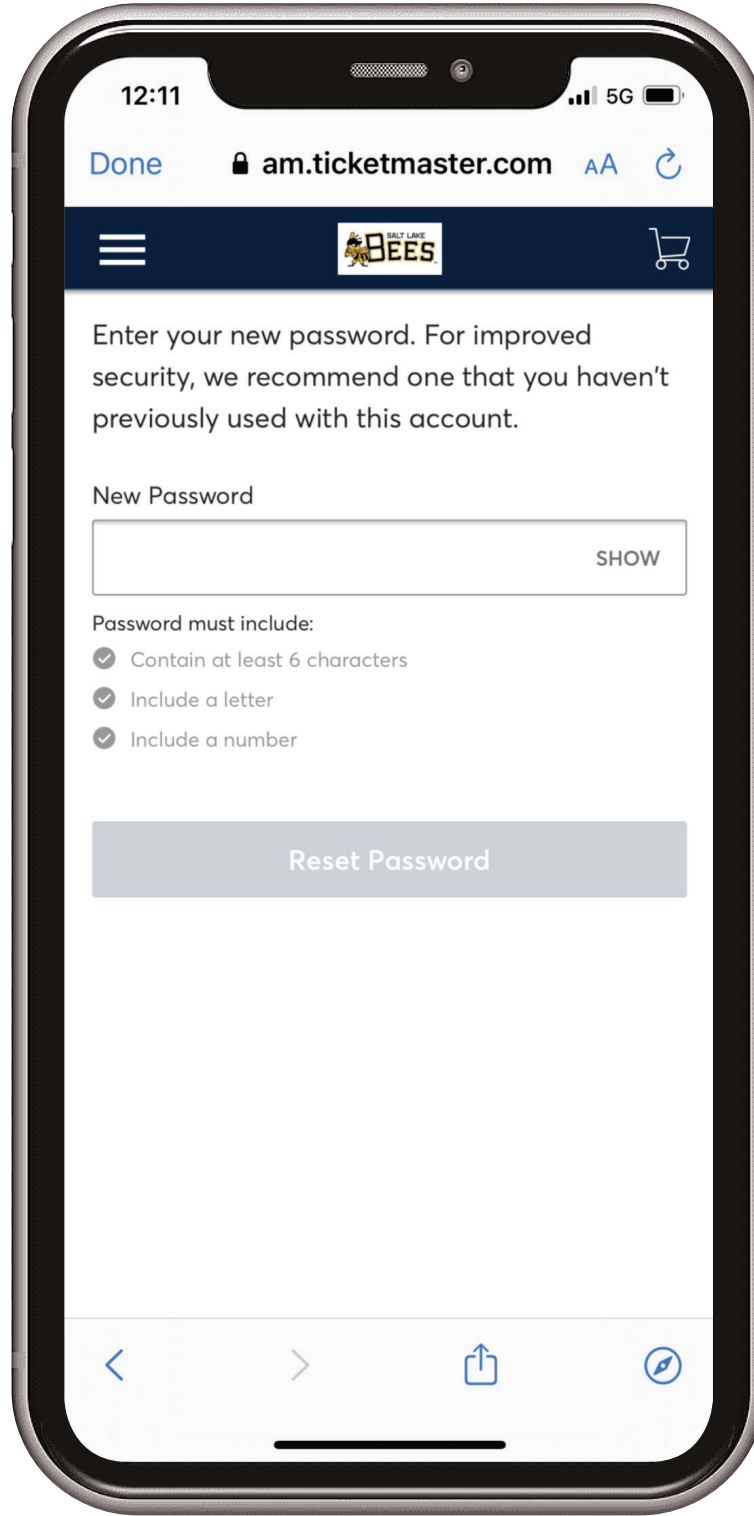 12:11
5G
Done
am.ticketmaster.com
AA
SALT LAKE
BEES
Enter your new password. For improved
security, we recommend one that you haven't
previously used with this account.
New Password
SHOW
Password must include:
Contain at least 6 characters
Include a letter
Include a number
Reset Password